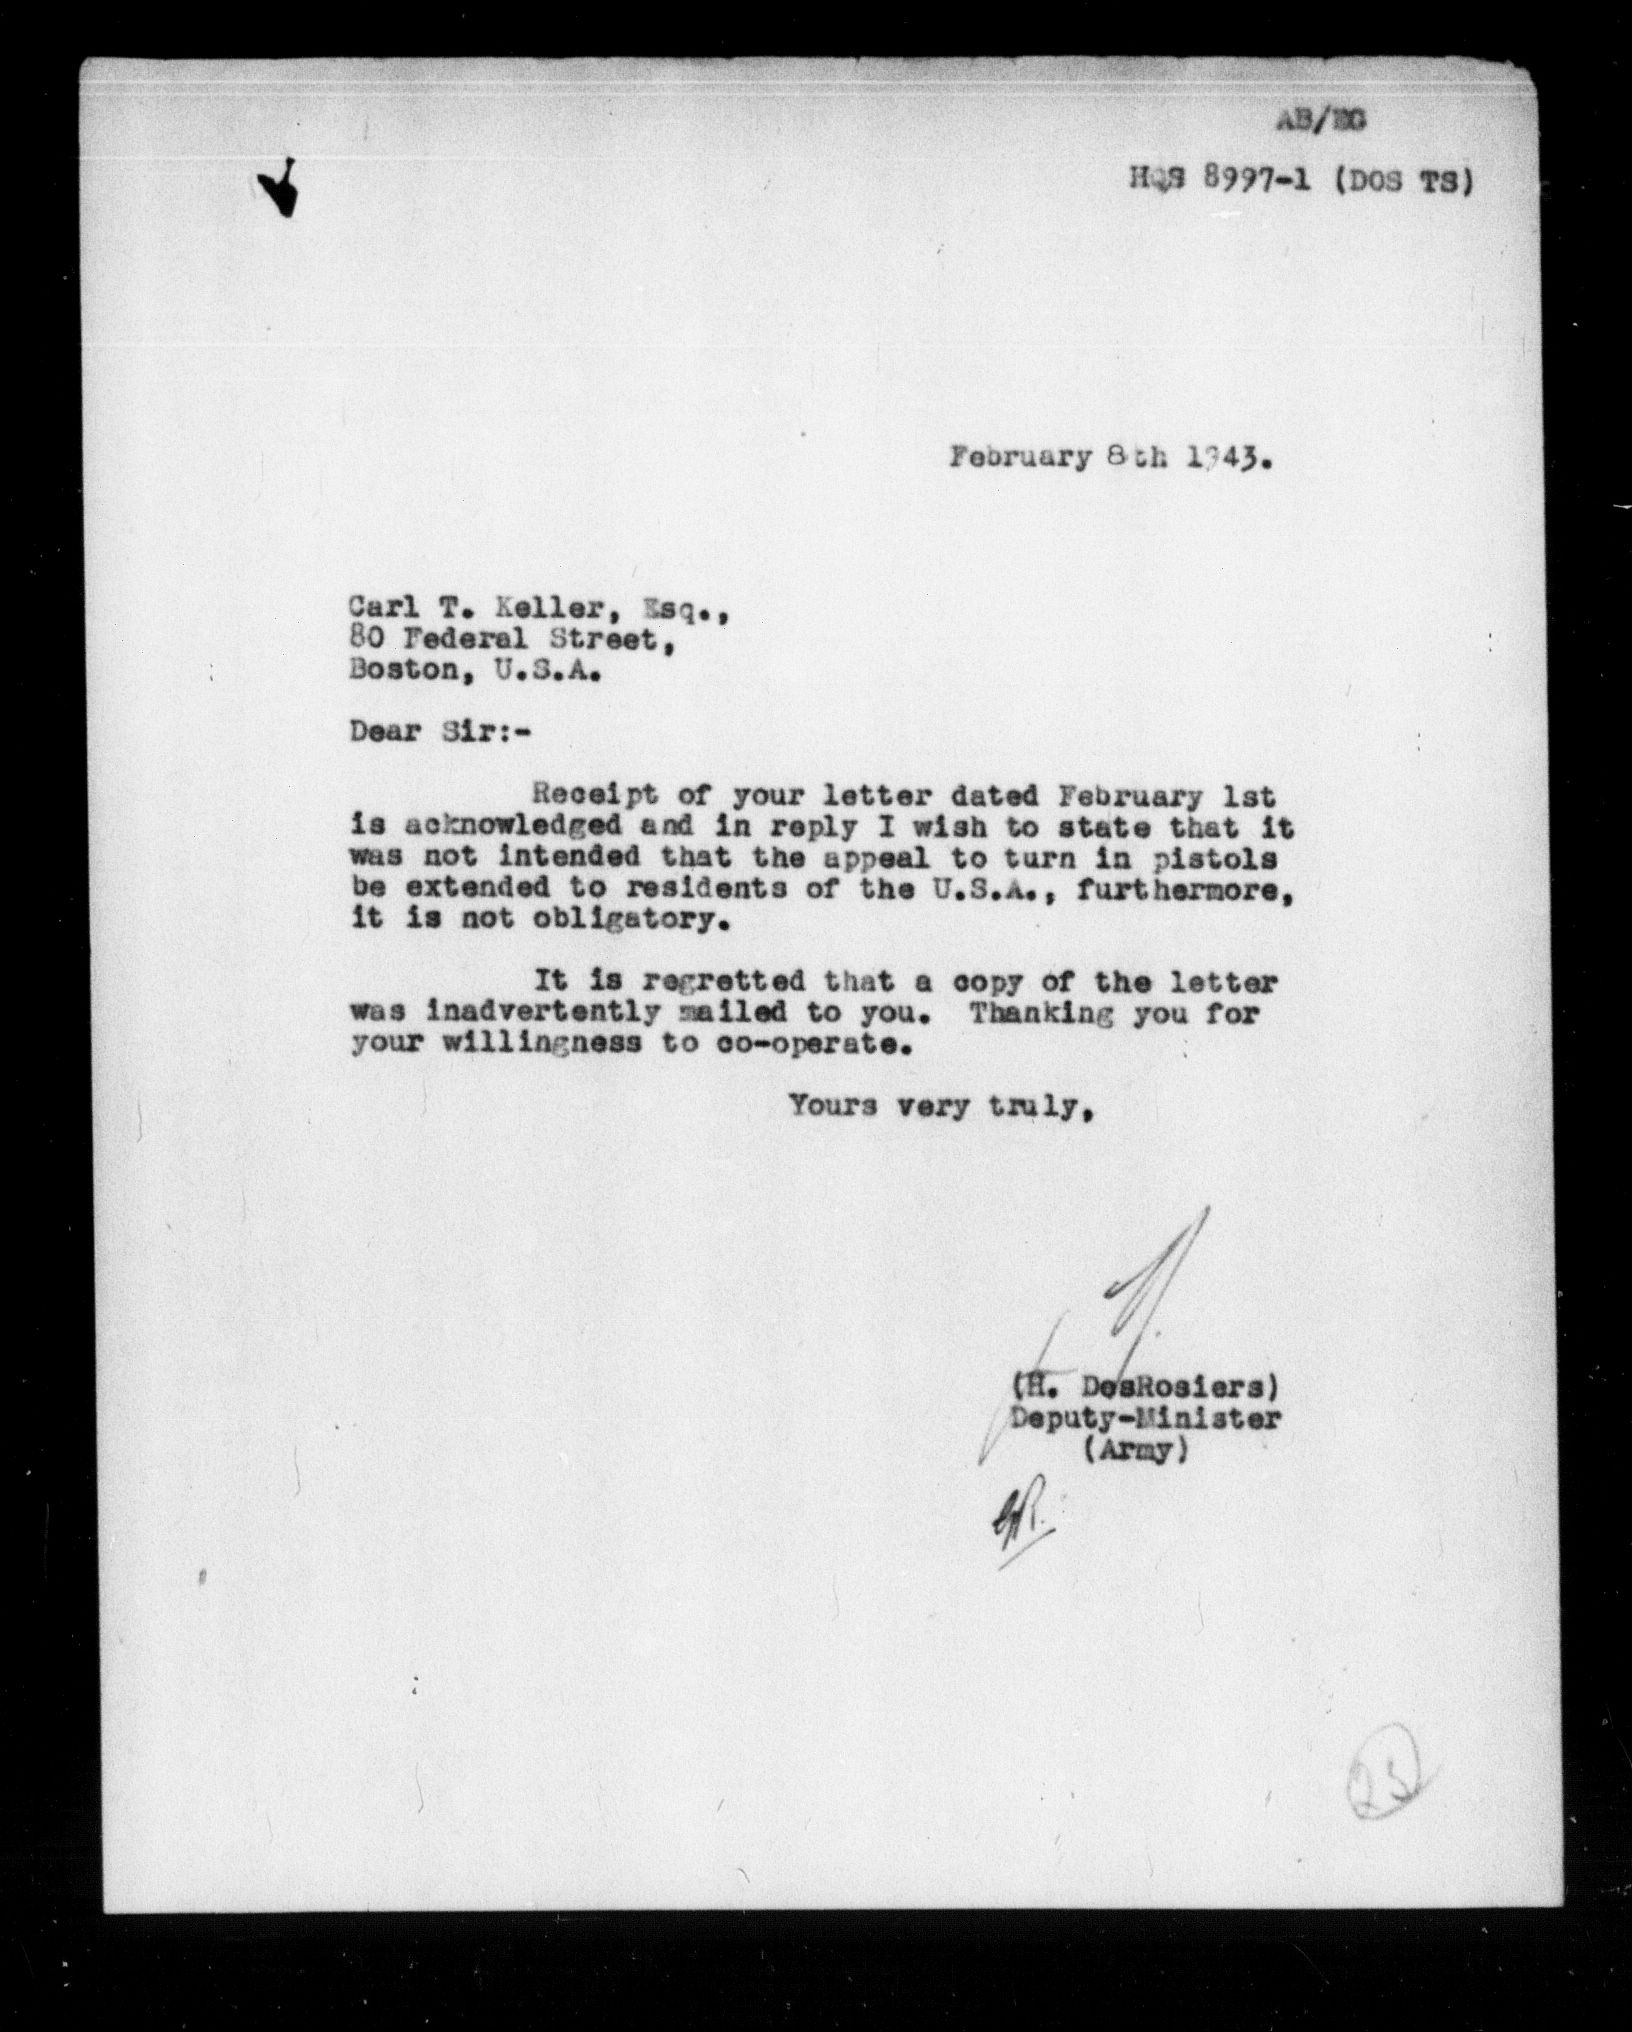 AB/EG
HQS 8997-1 (DOS TS)
February 8th 1943.
Carl T. Keller, Esq.,
80 Federal Street,
Boston, U.S.A.
Dear Sir:-
Receipt of your letter dated February 1st
is acknowledged and in reply I wish to state that it
was not intended that the appeal to turn in pistols
be extended to residents of the U.S.A., furthermore,
it is not obligatory.
It is regretted that a copy of the letter
was inadvertently mailed to you.  Thanking you for
your willingness to co-operate.
Yours very truly,
(H. DesRosiers)
Deputy-Minister
(Army)